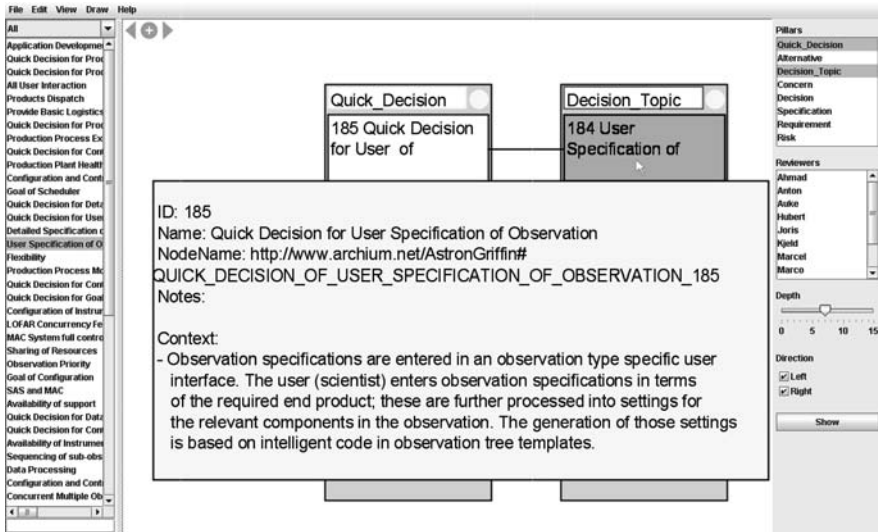 File Edit View Draw Help
All
Application Developme
Quick Decision for Pro
Quick Decision for Pro
All User Interaction
Products Dispatch
Provide Basic Logistics
Quick Decision for Pro
Production Process Ex
Quick Decision for Con
Production Plant Healt
Configuration and Cont
Goal of Scheduler
Quick Decision for Deta
Quick Decision for Use
Detailed Specification
User Specification of O
Flexibility
Production Process Mo
Quick Decision for Con
Quick Decision for Goa
Configuration of Instru
LOFAR Concurrency Fe
MAC System full contro
Sharing of Resources
Observation Priority
Goal of Configuration
SAS and MAC
Availability of support
Quick Decision for Data
Quick Decision for Con
Availability of Instrumen
Sequencing of sub-obs
Data Processing
Configuration and Cont
Concurrent Multiple Ob
Quick_Decision
185 Quick Decision
for User of
Decision_Topic
184 User
Specification of
ID: 185
Name: Quick Decision for User Specification of Observation
NodeName: http://www.archium.net/AstronGriffin#
QUICK_DECISION_OF_USER_SPECIFICATION_OF_OBSERVATION_185
Notes:
Context:
- Observation specifications are entered in an observation type specific user
interface. The user (scientist) enters observation specifications in terms
of the required end product; these are further processed into settings for
the relevant components in the observation. The generation of those settings
is based on intelligent code in observation tree templates.
Pillars
Quick_Decision
Alternative
Decision_Topic
Concern
Decision
Specification
Requirement
Risk
Reviewers
Ahmad
Anton
Auke
Hubert
Joris
Kjeld
Marcel
Marco
Depth
0 5 10 15
Direction
Left
Right
Show